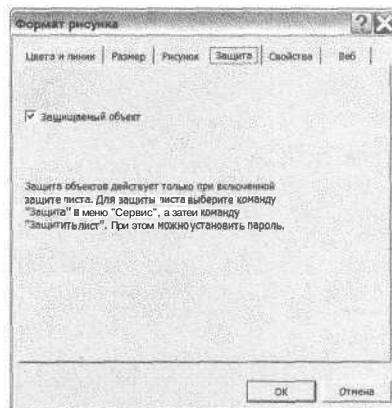 Формат рисунка
Цвета и линии Размер Рисунок Защита Свойства Веб
Защищаемый объект
Защита объектов действует только при включенной
защите листа. Для защиты листа выберите команду
"Защита" в меню "Сервис", а затем команду
"Защитить лист". При этом можно установить пароль.
ОК Отмена